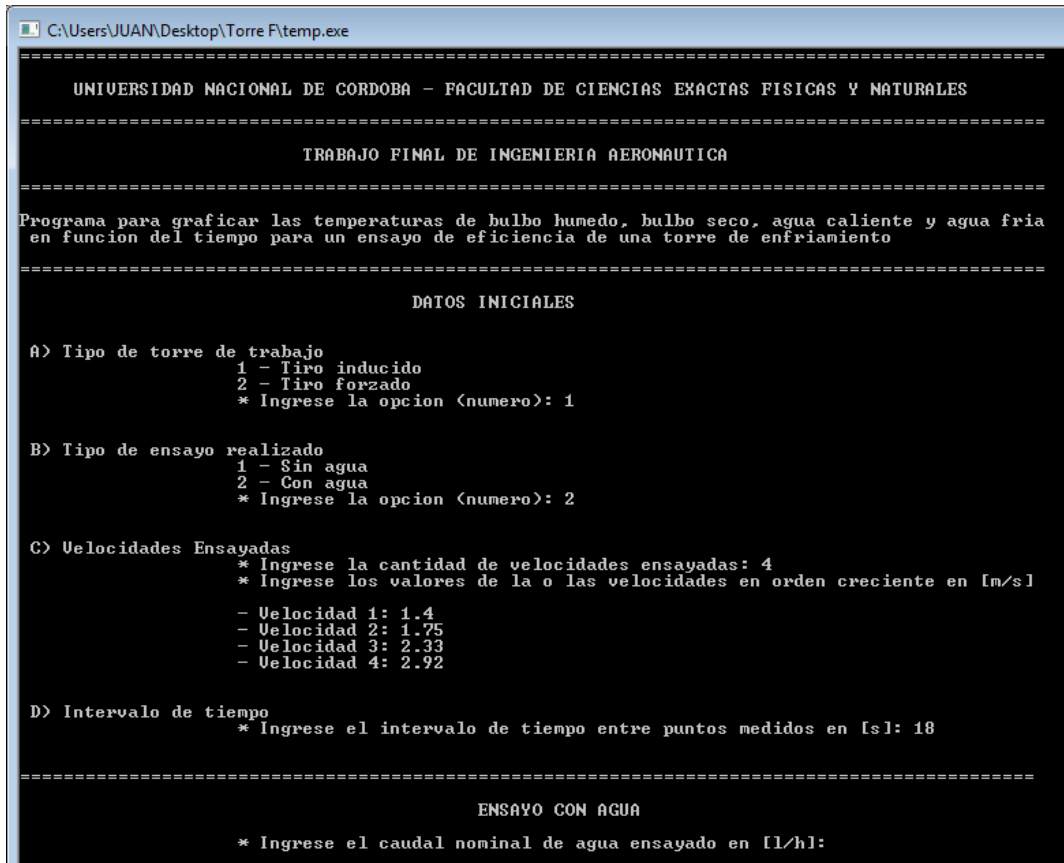 C:\Users\JUAN\Desktop\Torre F\temp.exe
==============================================================================================
UNIVERSIDAD NACIONAL DE CORDOBA - FACULTAD DE CIENCIAS EXACTAS FISICAS Y NATURALES
==============================================================================================
TRABAJO FINAL DE INGENIERIA AERONAUTICA
==============================================================================================
Programa para graficar las temperaturas de bulbo humedo, bulbo seco, agua caliente y agua fria
en funcion del tiempo para un ensayo de eficiencia de una torre de enfriamiento
==============================================================================================
DATOS INICIALES
A) Tipo de torre de trabajo
1 - Tiro inducido
2 - Tiro forzado
* Ingrese la opcion (numero): 1
B) Tipo de ensayo realizado
1 - Sin agua
2 - Con agua
* Ingrese la opcion (numero): 2
C) Velocidades Ensayadas
* Ingrese la cantidad de velocidades ensayadas: 4
* Ingrese los valores de la o las velocidades en orden creciente en [m/s]
- Velocidad 1: 1.4
- Velocidad 2: 1.75
- Velocidad 3: 2.33
- Velocidad 4: 2.92
D) Intervalo de tiempo
* Ingrese el intervalo de tiempo entre puntos medidos en [s]: 18
=============================================================================================
ENSAYO CON AGUA
* Ingrese el caudal nominal de agua ensayado en [l/h]: